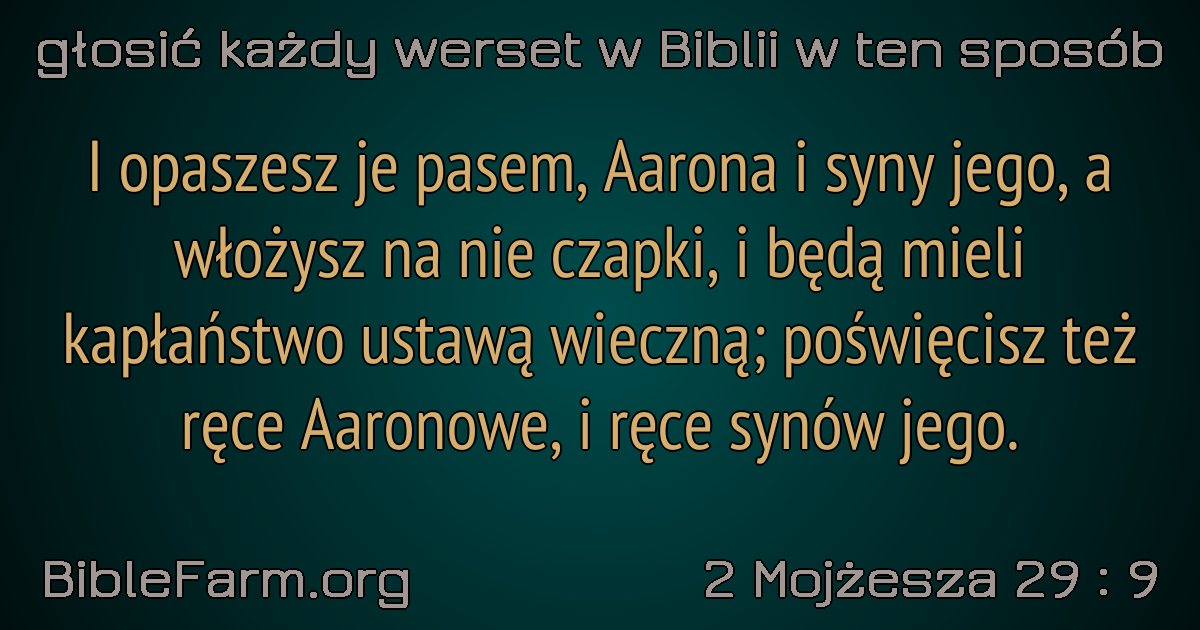 głosić każdy werset w Biblii w ten sposób
I opaszesz je pasem, Aarona i syny jego, a
włożysz na nie czapki, i będą mieli
kapłaństwo ustawą wieczną; poświęcisz też
ręce Aaronowe, i ręce synów jego.
BibleFarm.org
2 Mojżesza 29 : 9